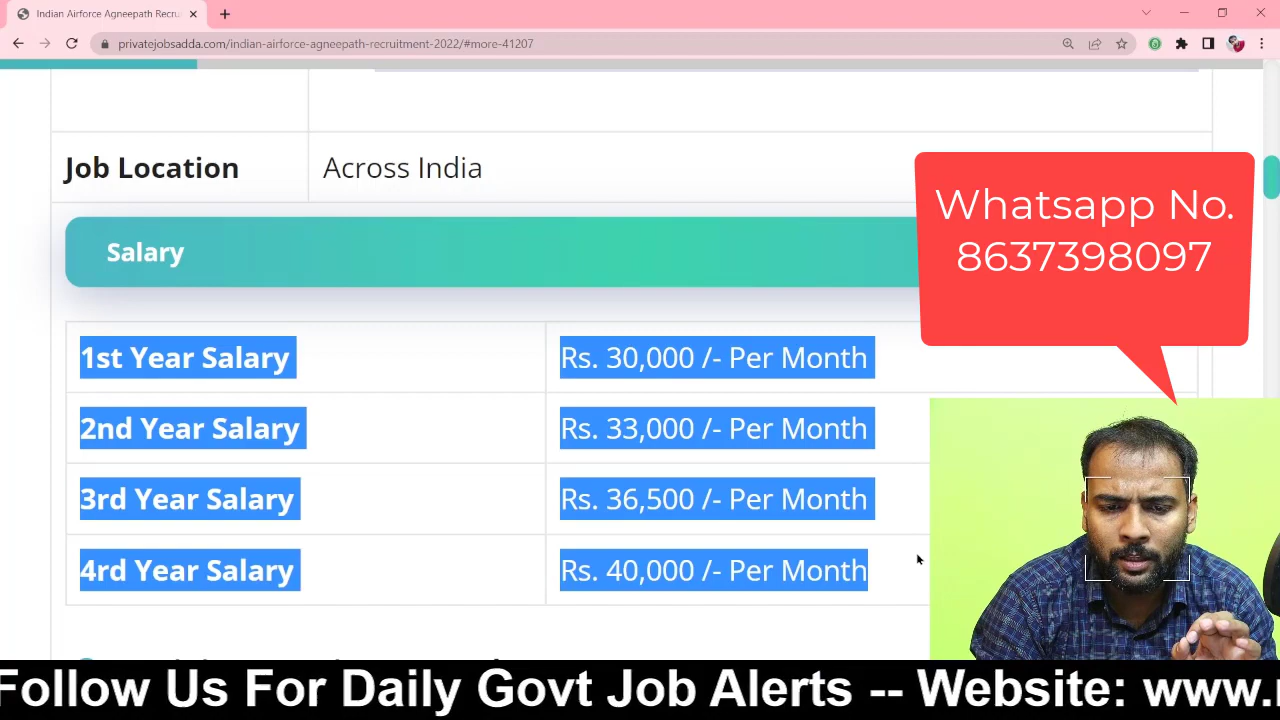 Indian Airforce Agneepath Recru
privatejobsadda.com/indian-airforce-agneepath-recruitment-2022/#more-41207
Job Location Across India
Whatsapp No.
8637398097
Salary
1st Year Salary Rs. 30,000 /- Per Month
2nd Year Salary Rs. 33,000 /- Per Month
3rd Year Salary Rs. 36,500 /- Per Month
4rd Year Salary Rs. 40,000 /- Per Month
Follow Us For Daily Govt Job Alerts -- Website: www.